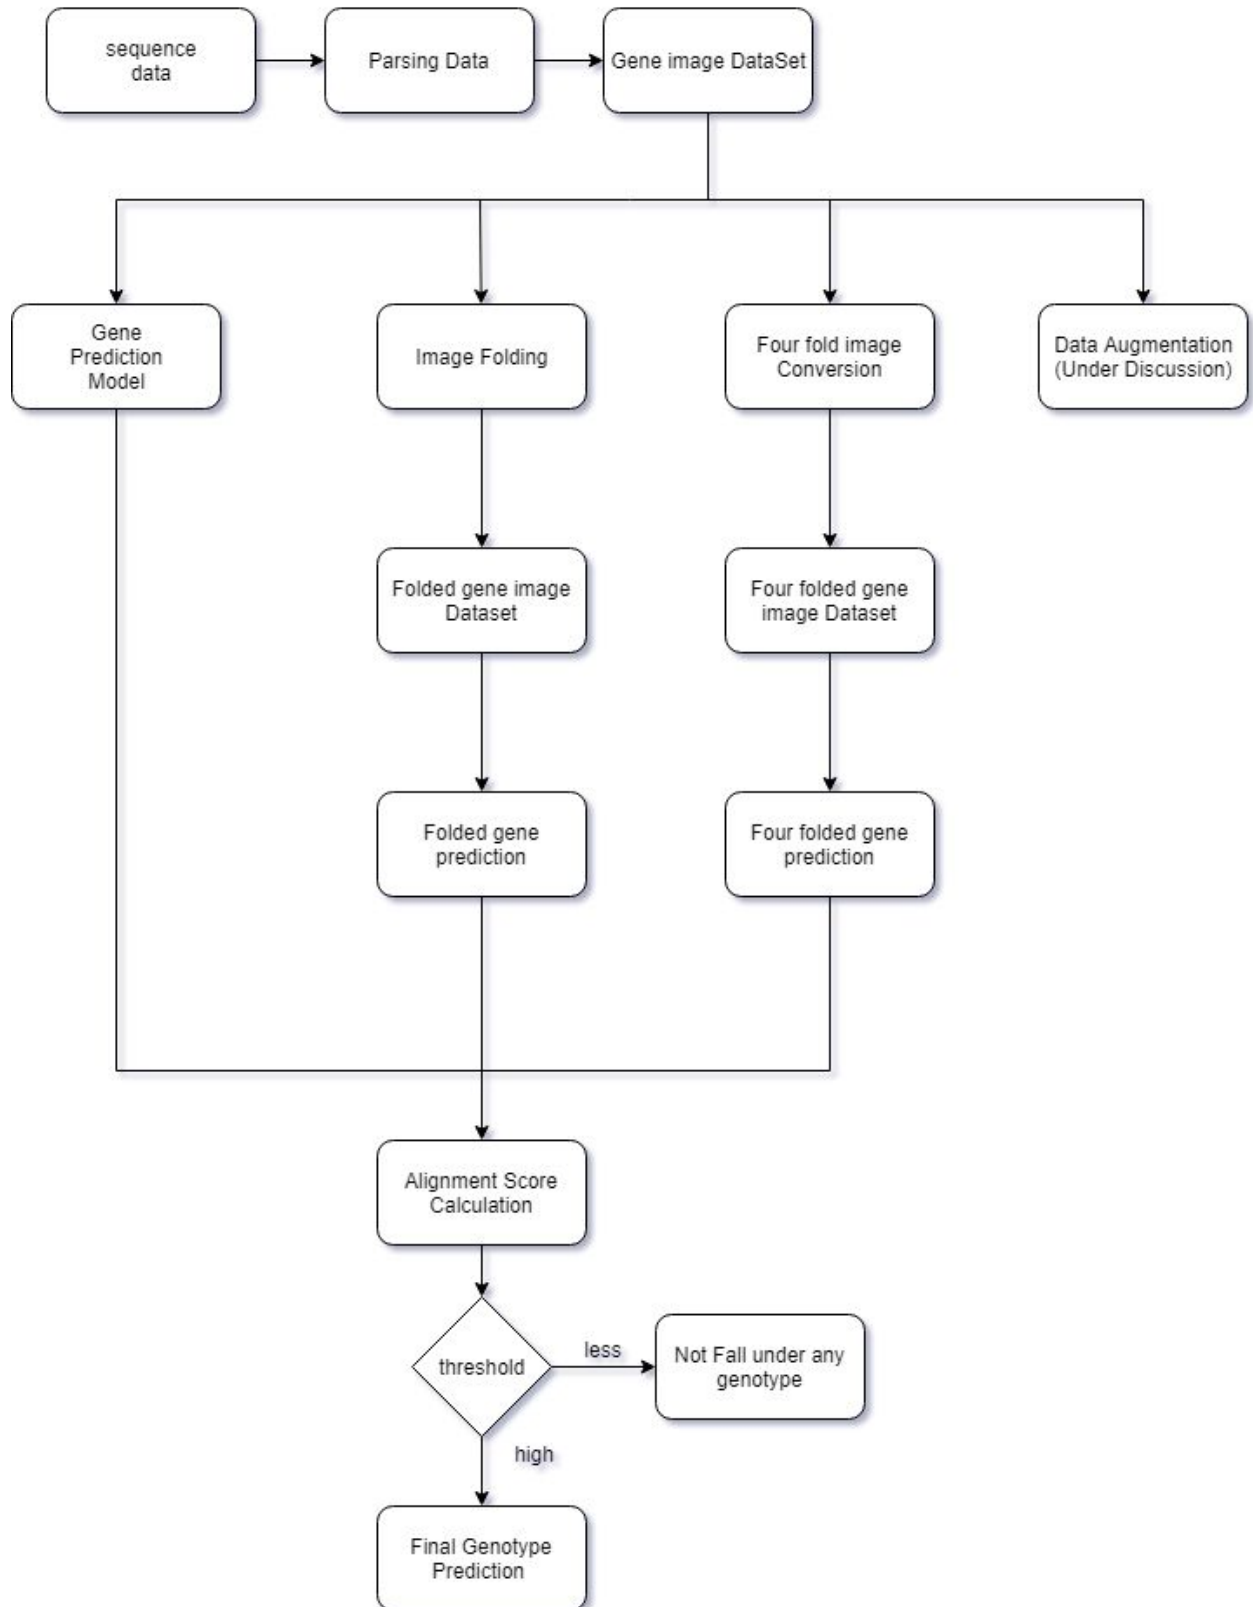 sequence
data
Parsing Data
Gene image DataSet
Gene
Prediction
Model
Image Folding
Four fold image
Conversion
Data Augmentation
(Under Discussion)
Folded gene image
Dataset
Four folded gene
image Dataset
Folded gene
prediction
Four folded gene
prediction
Alignment Score
Calculation
threshold
less
Not Fall under any
genotype
high
Final Genotype
Prediction